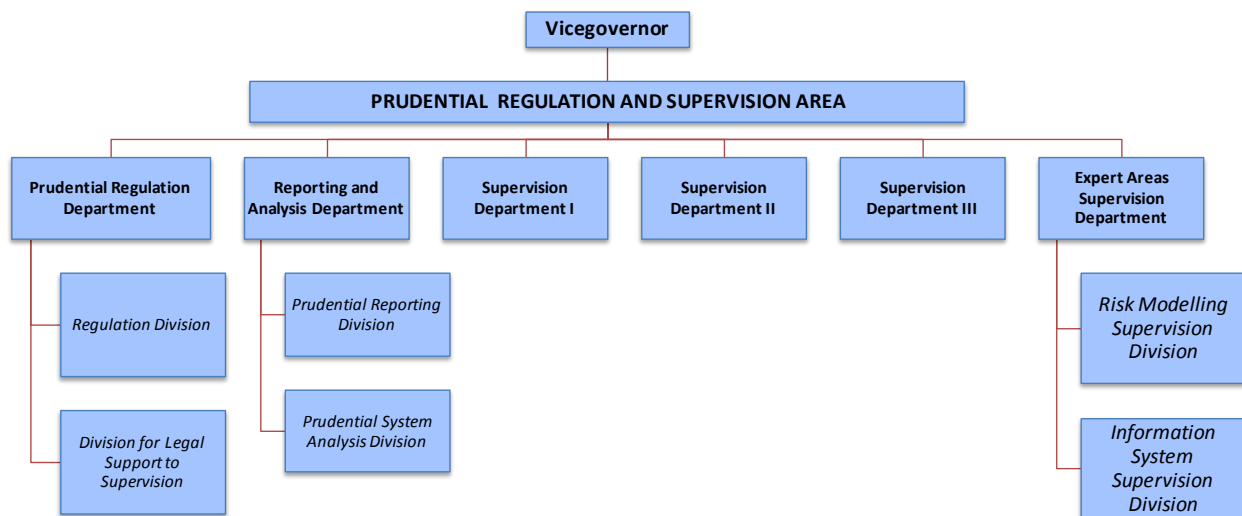 Vicegovernor
PRUDENTIAL REGULATION AND SUPERVISION AREA
Prudential Regulation
Department
Reporting and
Analysis Department
Supervision
Department I
Supervision
Department II
Supervision
Department III
Expert Areas
Supervision
Department
Regulation Division
Prudential Reporting
Division
Risk Modelling
Supervision
Division
Division for Legal
Support to
Supervision
Prudential System
Analysis Division
Information
System
Supervision
Division